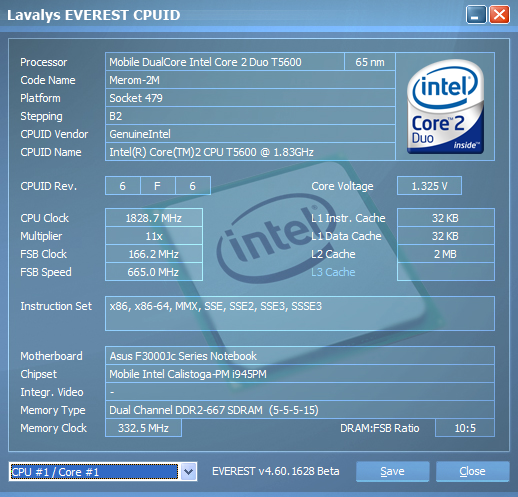 Lavalys EVEREST CPUID
Processor Mobile DualCore Intel Core 2 Duo T5600 65 nm
Code Name Merom-2M
Platform Socket 479
Stepping B2
CPUID Vendor GenuineIntel
CPUID Name Intel(R) Core(TM)2 CPU T5600 @ 1.83GHz
intel
Core™2
Duo
inside™
CPUID Rev. 6 F 6 Core Voltage 1.325 V
CPU Clock 1828.7 MHz L1 Instr. Cache 32 KB
Multiplier 11x L1 Data Cache 32 KB
FSB Clock 166.2 MHz L2 Cache 2 MB
FSB Speed 665.0 MHz L3 Cache
intel
Instruction Set x86, x86-64, MMX, SSE, SSE2, SSE3, SSSE3
Motherboard Asus F3000Jc Series Notebook
Chipset Mobile Intel Calistoga-PM i945PM
Integr. Video -
Memory Type Dual Channel DDR2-667 SDRAM (5-5-5-15)
Memory Clock 332.5 MHz DRAM:FSB Ratio 10:5
CPU #1 / Core #1 EVEREST v4.60.1628 Beta Save Close